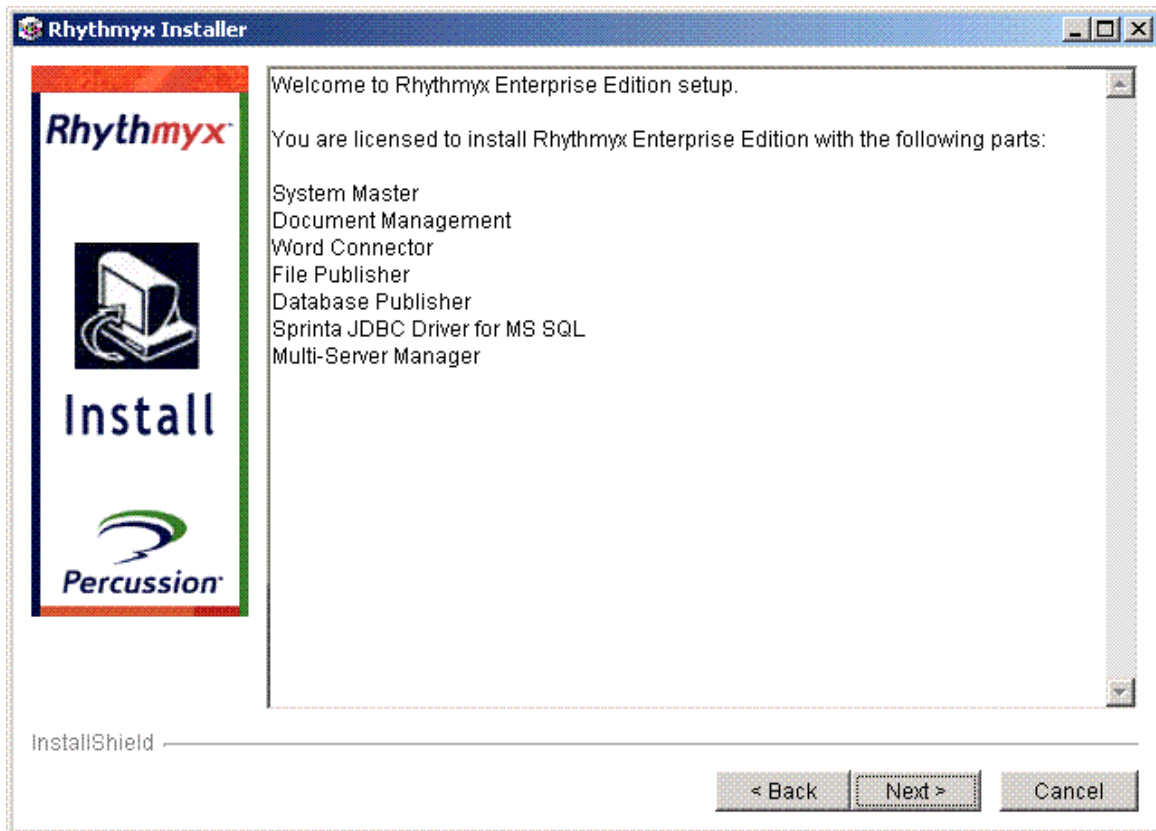 Rhythmyx Installer
Rhythmyx
Install
Percussion
Welcome to Rhythmyx Enterprise Edition setup.
You are licensed to install Rhythmyx Enterprise Edition with the following parts:
System Master
Document Management
Word Connector
File Publisher
Database Publisher
Sprinta JDBC Driver for MS SQL
Multi-Server Manager
InstallShield
< Back
Next >
Cancel